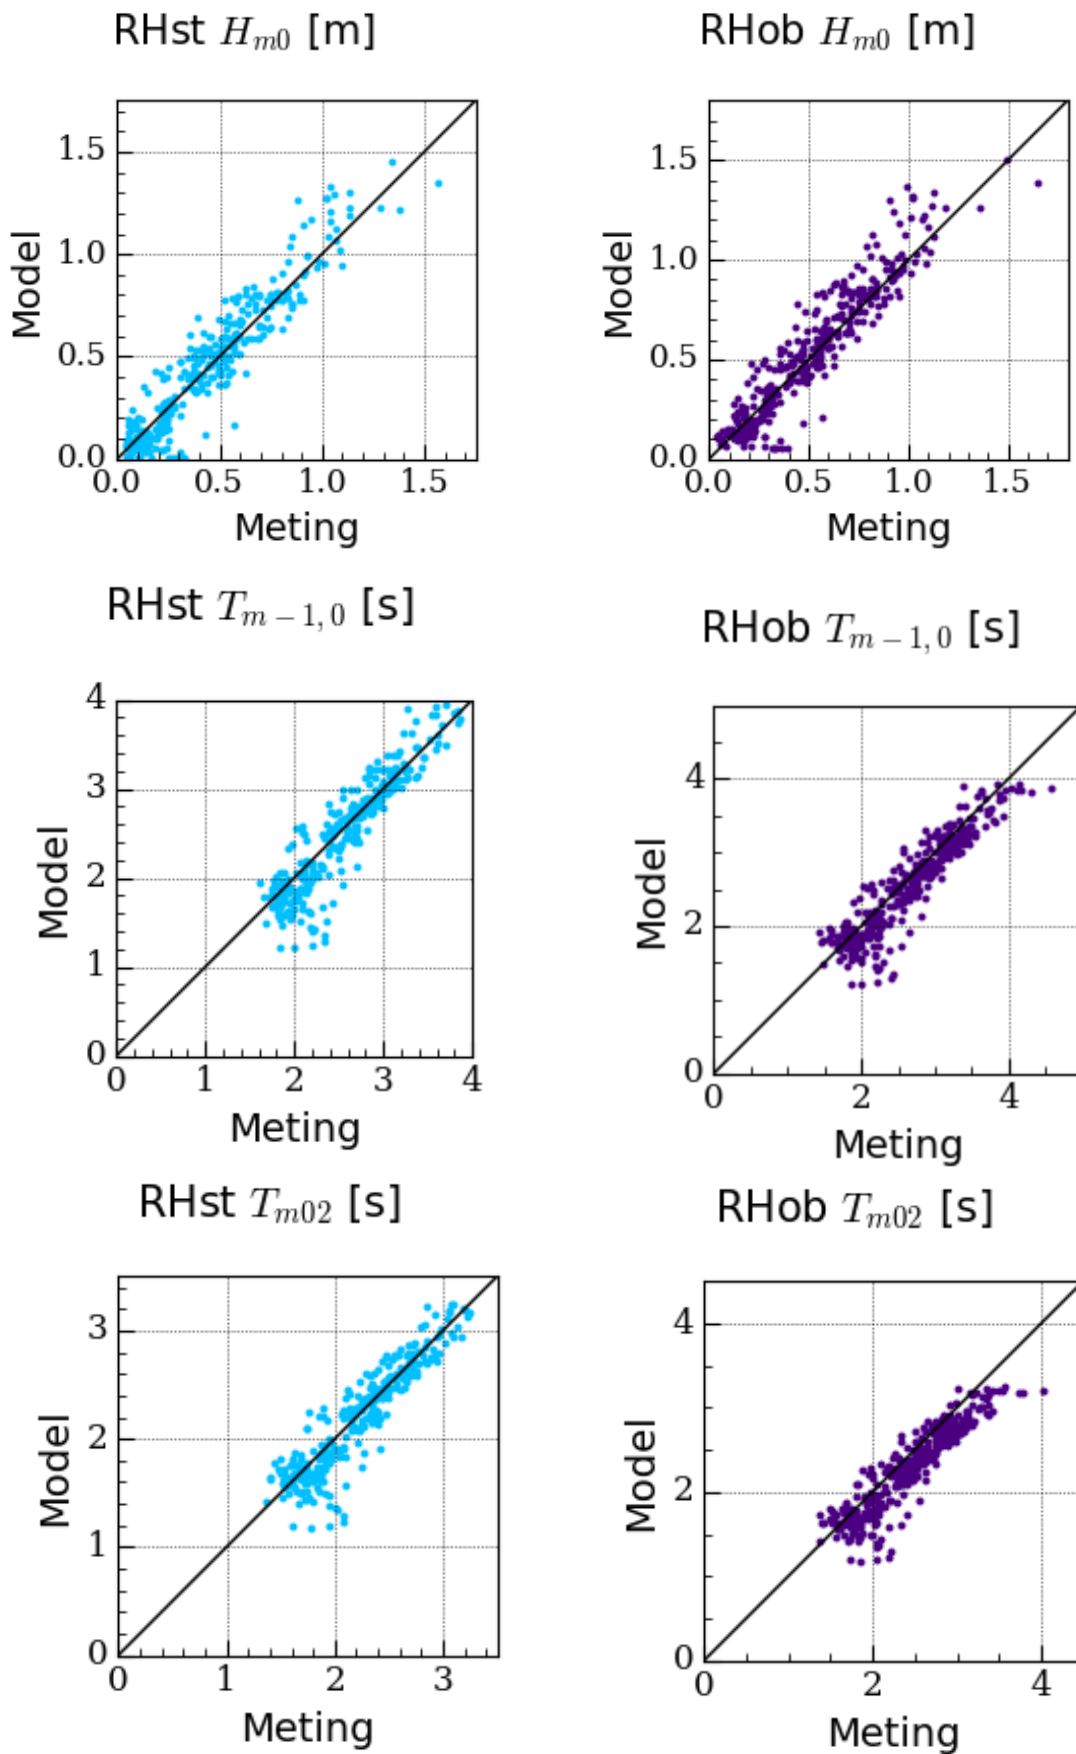 RHst H_{m0} [m]
RHob H_{m0} [m]
Model
1.5
1.0
0.5
0.0
0.0 0.5 1.0 1.5
Meting
Model
1.5
1.0
0.5
0.0
0.0 0.5 1.0 1.5
Meting
RHst T_{m-1,0} [s]
RHob T_{m-1,0} [s]
Model
4
3
2
1
0
0 1 2 3 4
Meting
Model
4
2
0
0 2 4
Meting
RHst T_{m02} [s]
RHob T_{m02} [s]
Model
3
2
1
0
0 1 2 3
Meting
Model
4
2
0
0 2 4
Meting